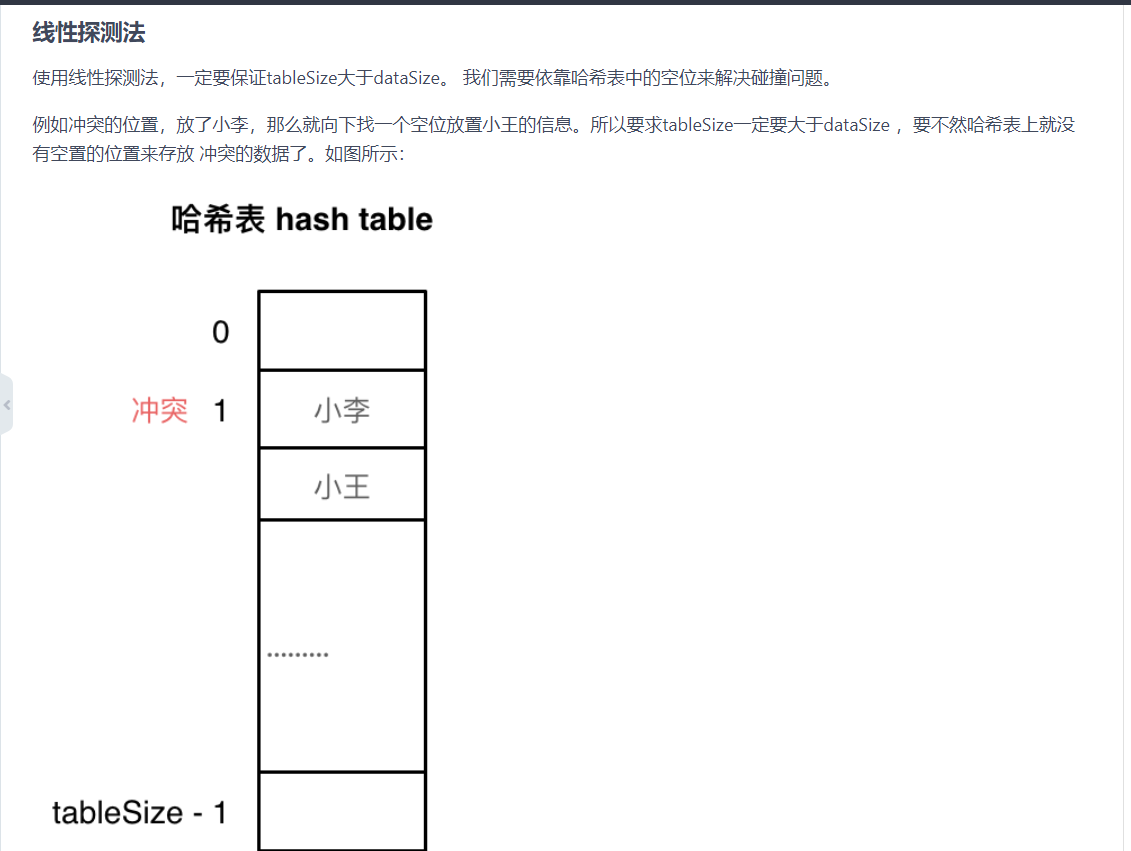 线性探测法
使用线性探测法，一定要保证tableSize大于dataSize。 我们需要依靠哈希表中的空位来解决碰撞问题。
例如冲突的位置，放了小李，那么就向下找一个空位放置小王的信息。所以要求tableSize一定要大于dataSize ，要不然哈希表上就没
有空置的位置来存放 冲突的数据了。如图所示：
哈希表 hash table
0
冲突 1 小李
小王
.........
tableSize - 1